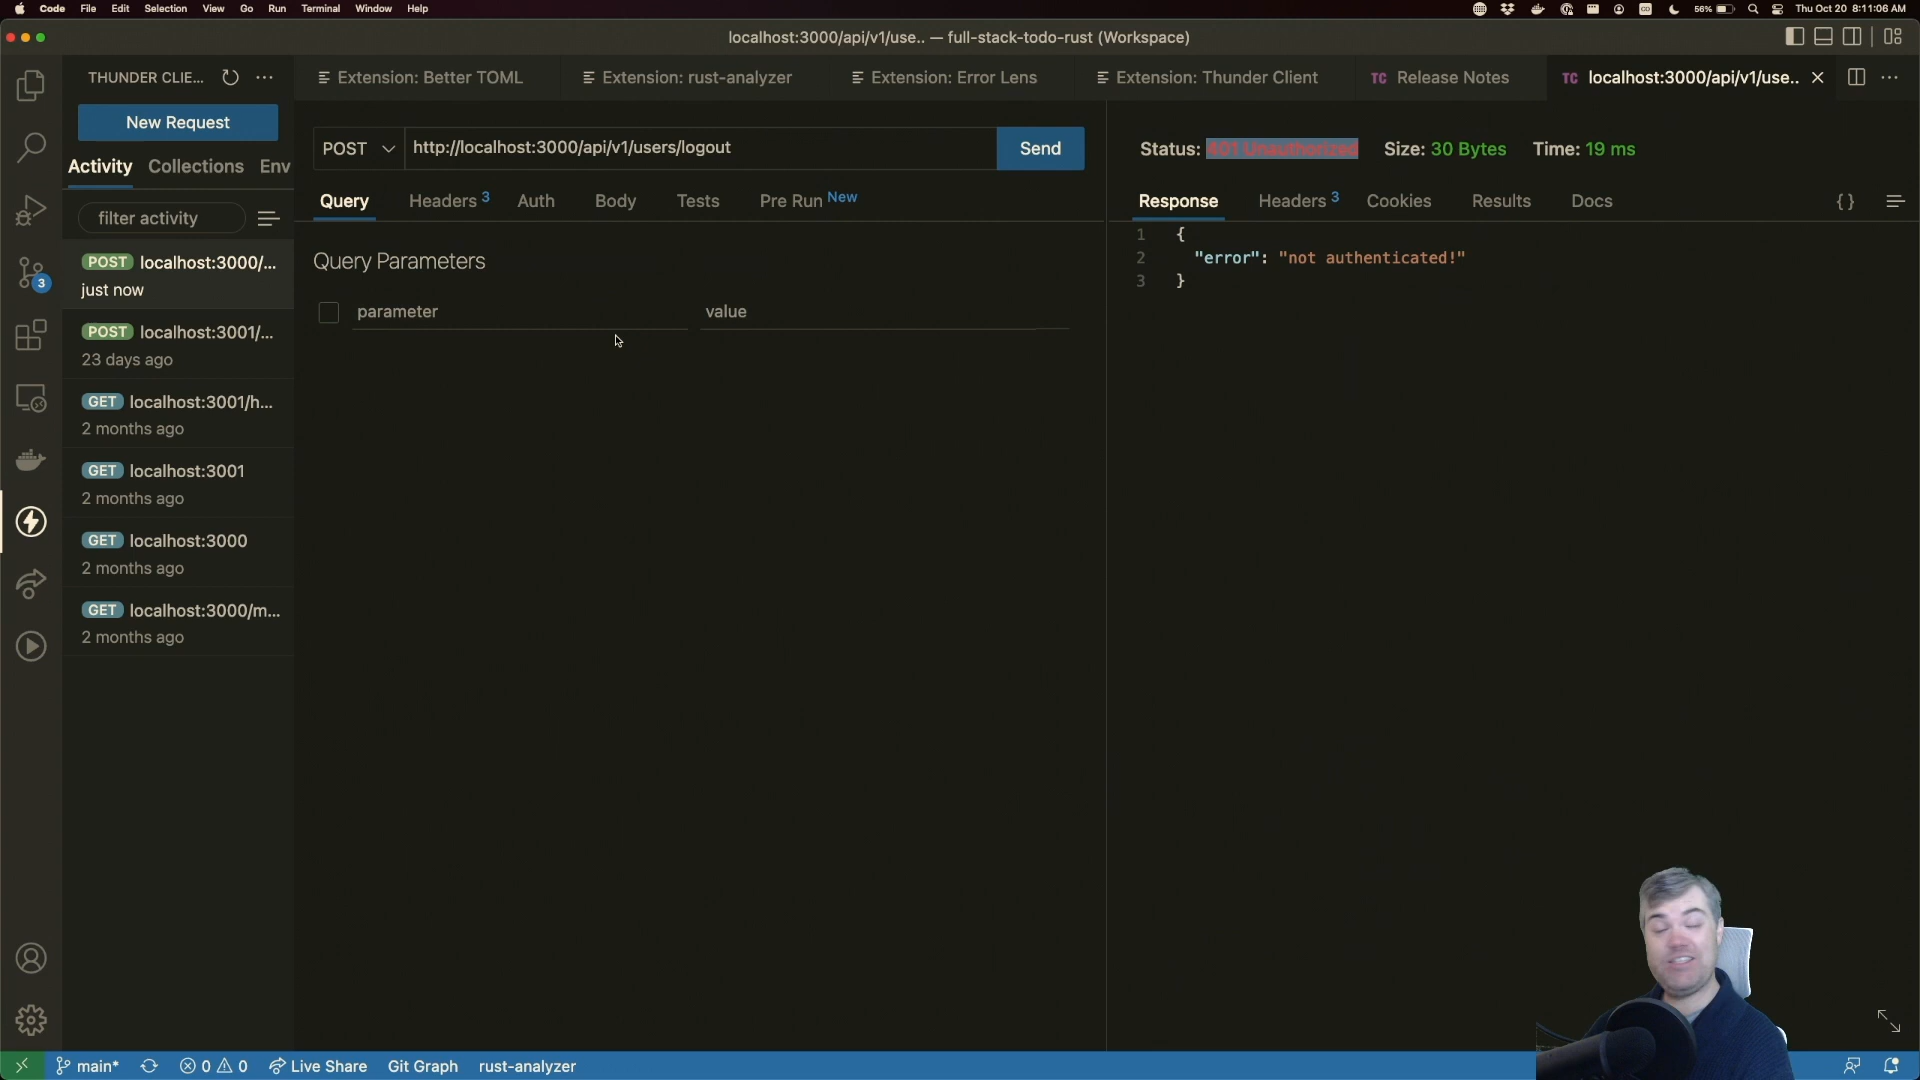 Code File Edit Selection View Go Run Terminal Window Help
56% Thu Oct 20 8:11:06 AM
localhost:3000/api/v1/use.. — full-stack-todo-rust (Workspace)
THUNDER CLIE...
Extension: Better TOML
Extension: rust-analyzer
Extension: Error Lens
Extension: Thunder Client
TC Release Notes
TC localhost:3000/api/v1/use..
New Request
Activity Collections Env
filter activity
POST localhost:3000/...
just now
POST localhost:3001/...
23 days ago
GET localhost:3001/h...
2 months ago
GET localhost:3001
2 months ago
GET localhost:3000
2 months ago
GET localhost:3000/m...
2 months ago
3
POST http://localhost:3000/api/v1/users/logout Send
Query Headers 3 Auth Body Tests Pre Run New
Query Parameters
parameter value
Status: 401 Unauthorized Size: 30 Bytes Time: 19 ms
Response Headers 3 Cookies Results Docs {}
1 {
2 "error": "not authenticated!"
3 }
main* 0 0 Live Share Git Graph rust-analyzer